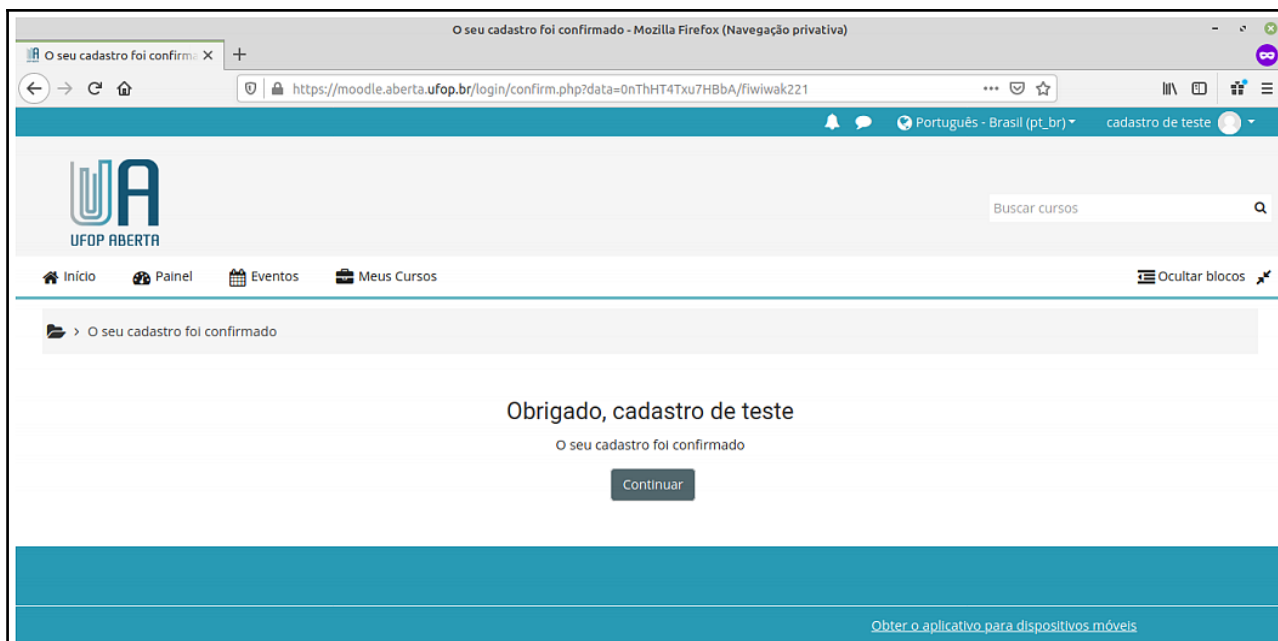 O seu cadastro foi confirmado - Mozilla Firefox (Navegação privativa)
O seu cadastro foi confirma
https://moodle.aberta.ufop.br/login/confirm.php?data=0nThHT4Txu7HBbA/fiwiwak221
Português - Brasil (pt_br) cadastro de teste
UFOP ABERTA
Buscar cursos
Início Painel Eventos Meus Cursos Ocultar blocos
> O seu cadastro foi confirmado
Obrigado, cadastro de teste
O seu cadastro foi confirmado
Continuar
Obter o aplicativo para dispositivos móveis